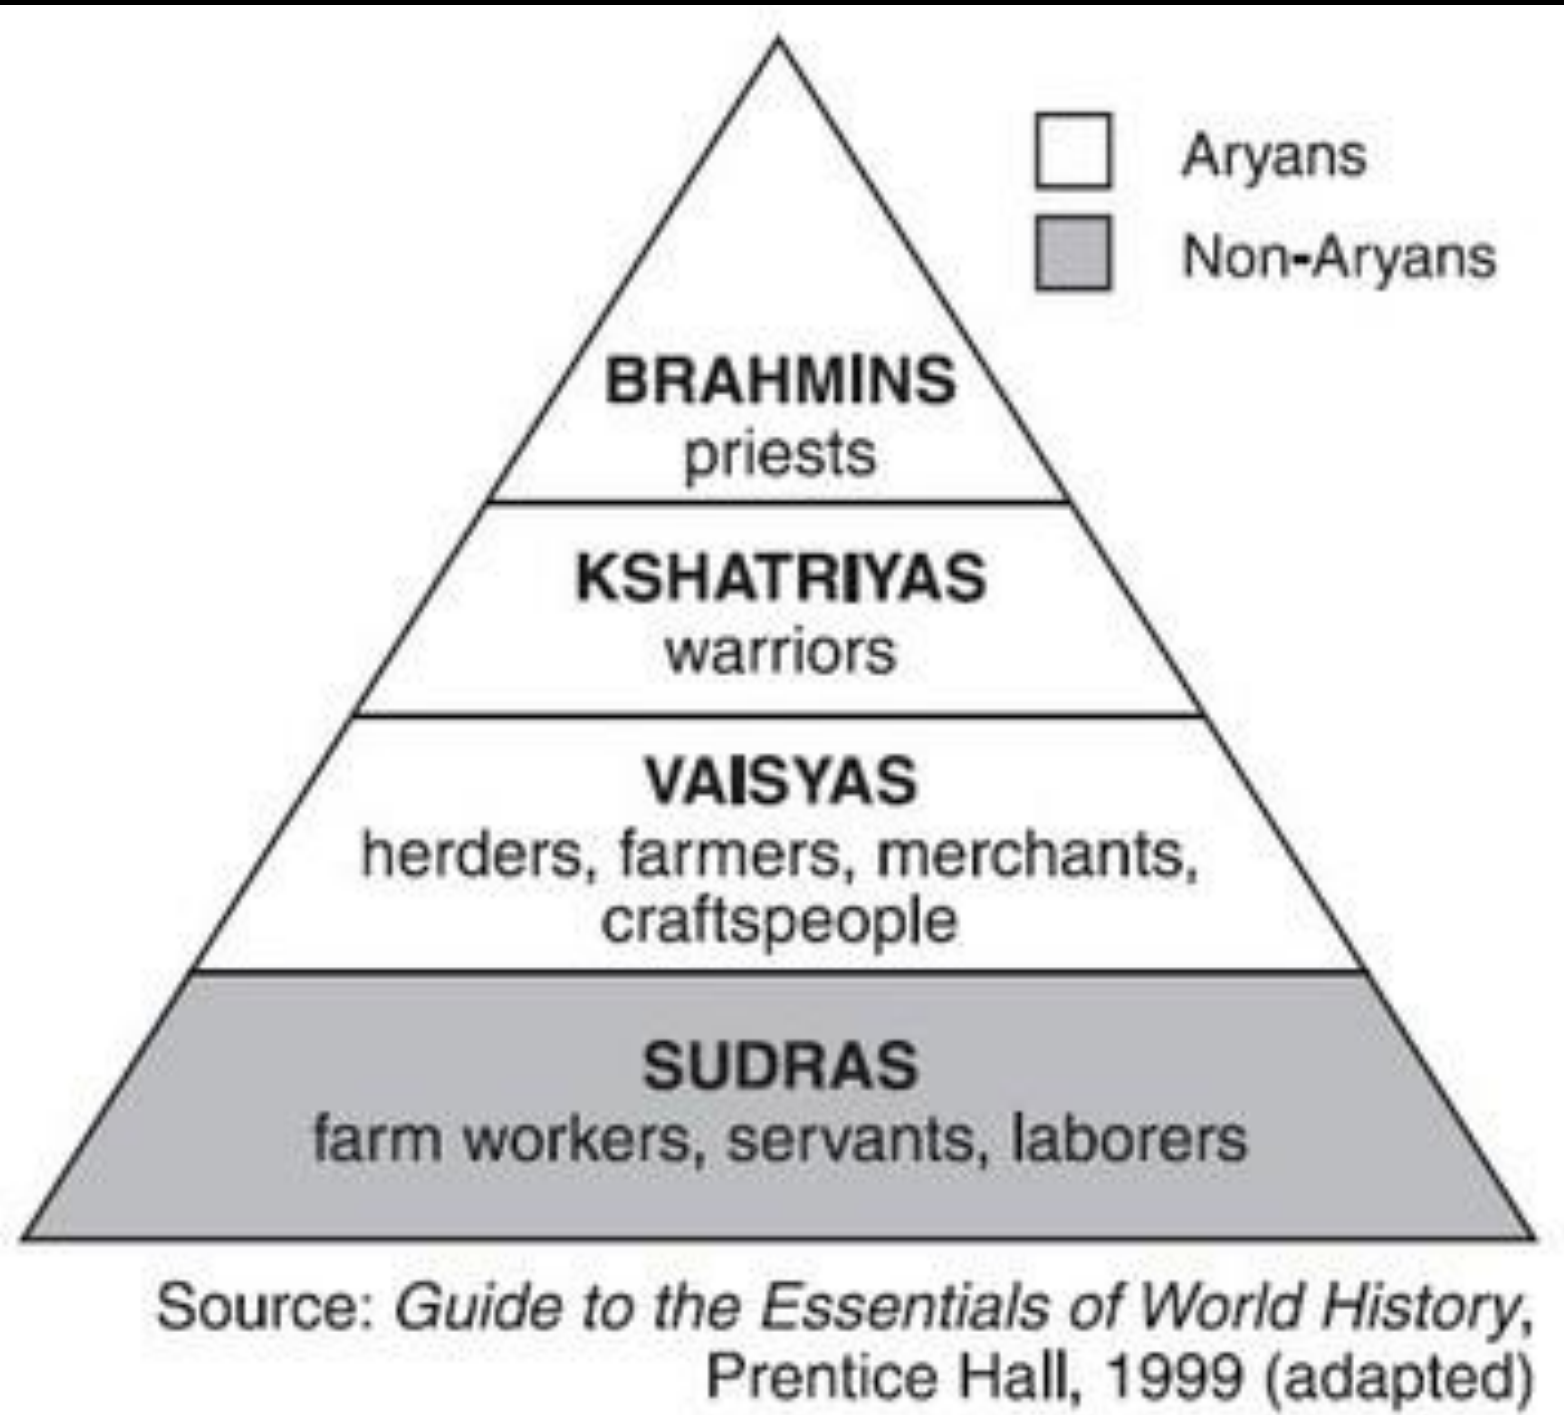 Aryans
Non-Aryans
BRAHMINS
priests
KSHATRIYAS
warriors
VAISYAS
herders, farmers, merchants,
craftspeople
SUDRAS
farm workers, servants, laborers
Source: Guide to the Essentials of World History,
Prentice Hall, 1999 (adapted)